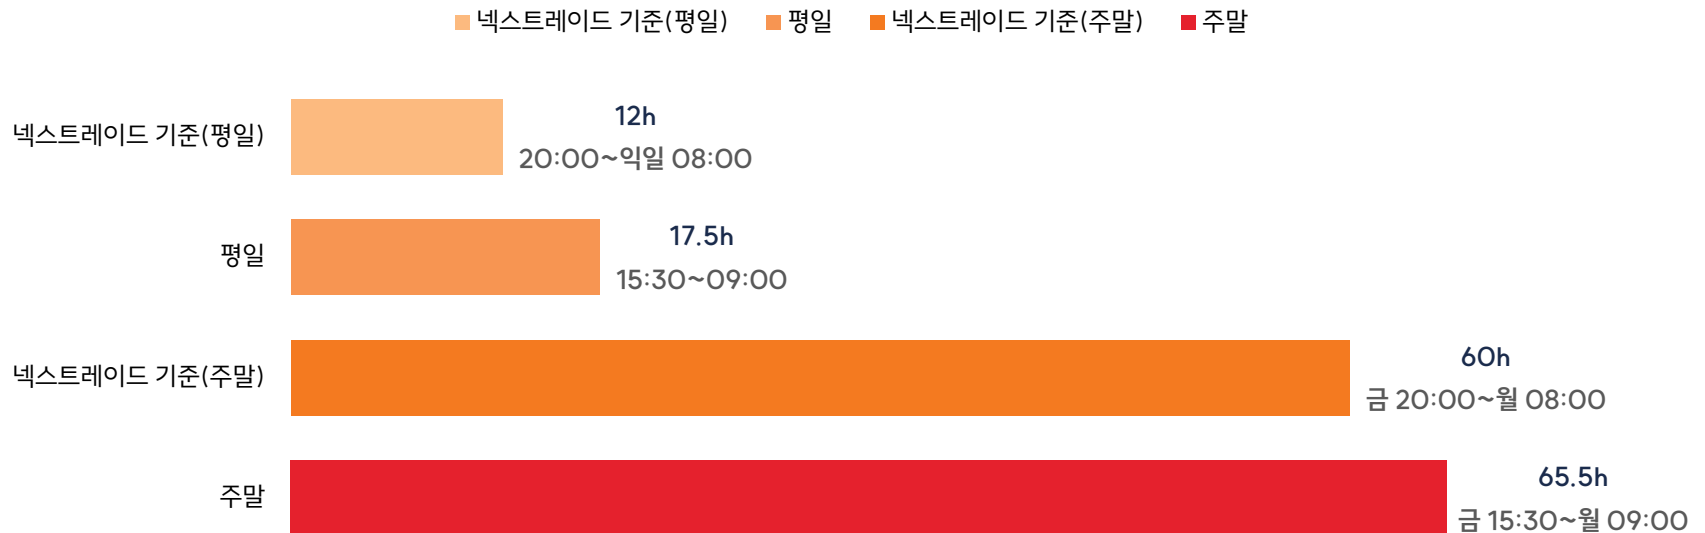 넥스트레이드 기준(평일) 평일 넥스트레이드 기준(주말) 주말
넥스트레이드 기준(평일)
12h
20:00~익일 08:00
평일
17.5h
15:30~09:00
넥스트레이드 기준(주말)
60h
금 20:00~월 08:00
주말
65.5h
금 15:30~월 09:00